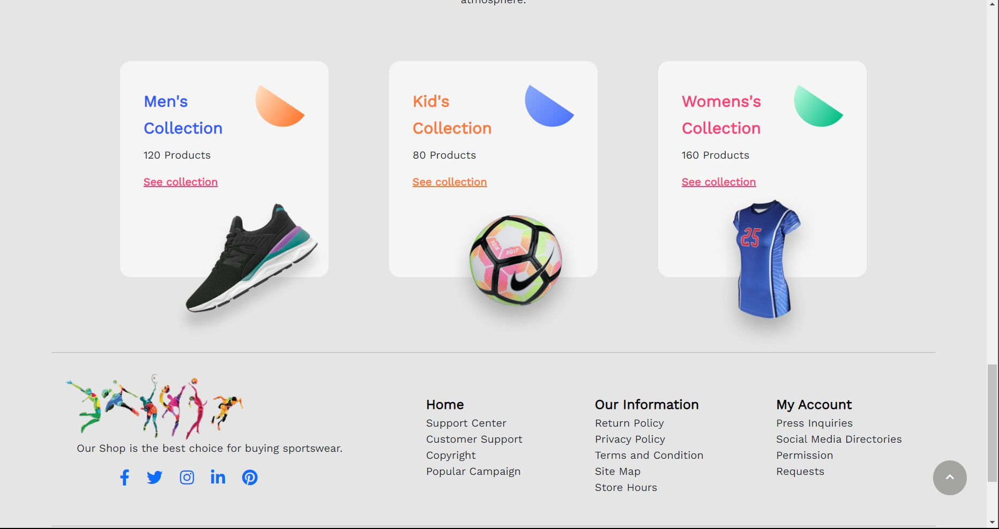 atmosphere.
Men's
Collection
120 Products
See collection
Kid's
Collection
80 Products
See collection
Womens's
Collection
160 Products
See collection
25
2017
Our Shop is the best choice for buying sportswear.
Home
Support Center
Customer Support
Copyright
Popular Campaign
Our Information
Return Policy
Privacy Policy
Terms and Condition
Site Map
Store Hours
My Account
Press Inquiries
Social Media Directories
Permission
Requests